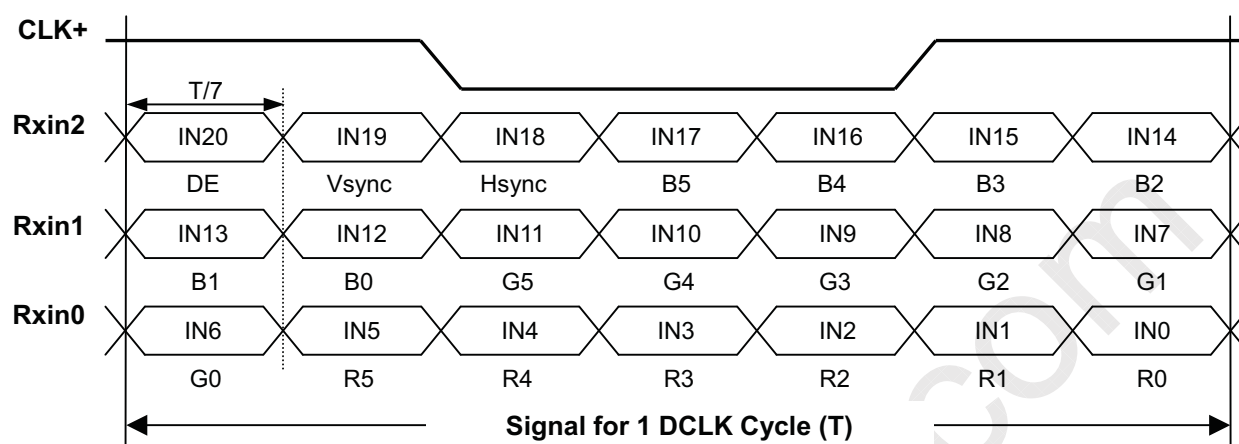 CLK+
T/7
Rxin2 IN20 IN19 IN18 IN17 IN16 IN15 IN14
DE Vsync Hsync B5 B4 B3 B2
Rxin1 IN13 IN12 IN11 IN10 IN9 IN8 IN7
B1 B0 G5 G4 G3 G2 G1
Rxin0 IN6 IN5 IN4 IN3 IN2 IN1 IN0
G0 R5 R4 R3 R2 R1 R0
Signal for 1 DCLK Cycle (T)
com